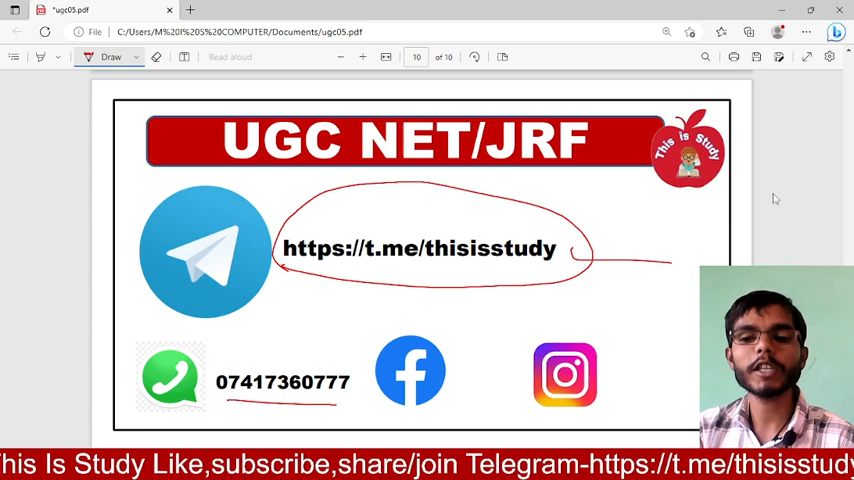 *ugc05.pdf
File
C:/Users/M%20I%20S%20COMPUTER/Documents/ugc05.pdf
Draw
Read aloud
10
of 10
UGC NET/JRF
This is Study
https://t.me/thisisstudy
07417360777
This Is Study Like,subscribe,share/join Telegram-https://t.me/thisisstudy